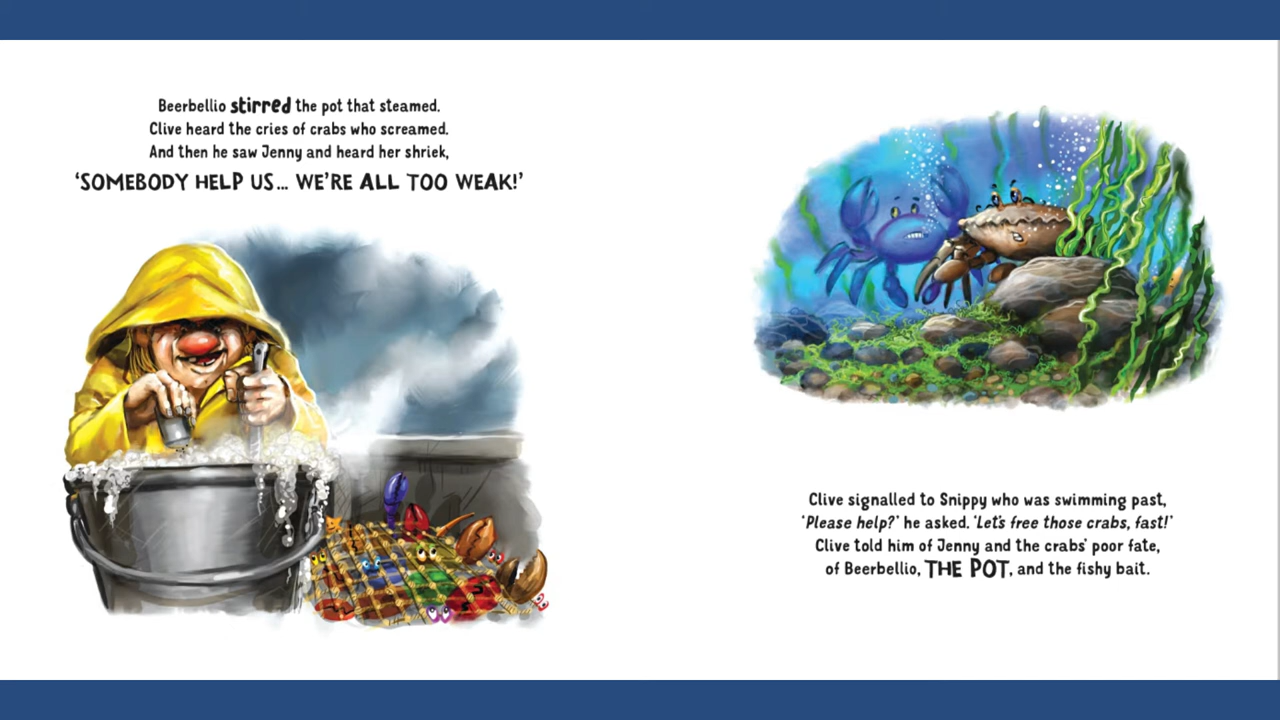 Beerbellio stirred the pot that steamed.
Clive heard the cries of crabs who screamed.
And then he saw Jenny and heard her shriek,
‘SOMEBODY HELP US... WE’RE ALL TOO WEAK!’
Clive signalled to Snippy who was swimming past,
‘Please help?’ he asked. ‘Let’s free those crabs, fast!’
Clive told him of Jenny and the crabs’ poor fate,
of Beerbellio, THE POT, and the fishy bait.